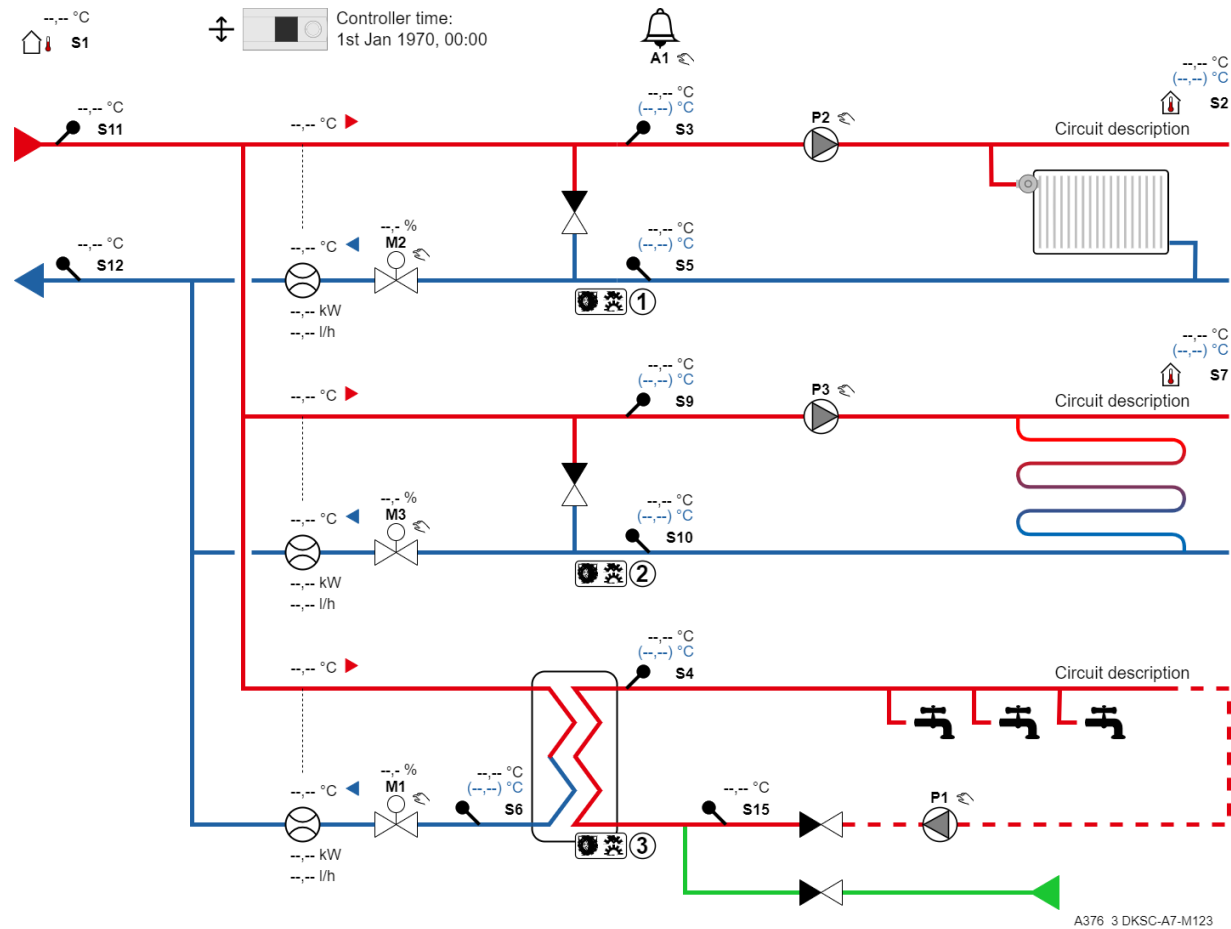 --,-- °C
S1
Controller time:
1st Jan 1970, 00:00
A1
--,-- °C
(--,--) °C
S2
--,-- °C
S11
--,-- °C
--,-- °C
(--,--) °C
S3
P2
Circuit description
--,-- °C
S12
--,-- °C
--,- %
M2
--,-- °C
(--,--) °C
S5
--,-- kW
--,-- l/h
1
--,-- °C
(--,--) °C
S7
--,-- °C
--,-- °C
(--,--) °C
S9
P3
Circuit description
--,-- °C
--,- %
M3
--,-- °C
(--,--) °C
S10
--,-- kW
--,-- l/h
2
--,-- °C
--,-- °C
(--,--) °C
S4
Circuit description
--,-- °C
--,- %
M1
--,-- °C
(--,--) °C
S6
--,-- °C
S15
P1
--,-- kW
--,-- l/h
3
A376 3 DKSC-A7-M123